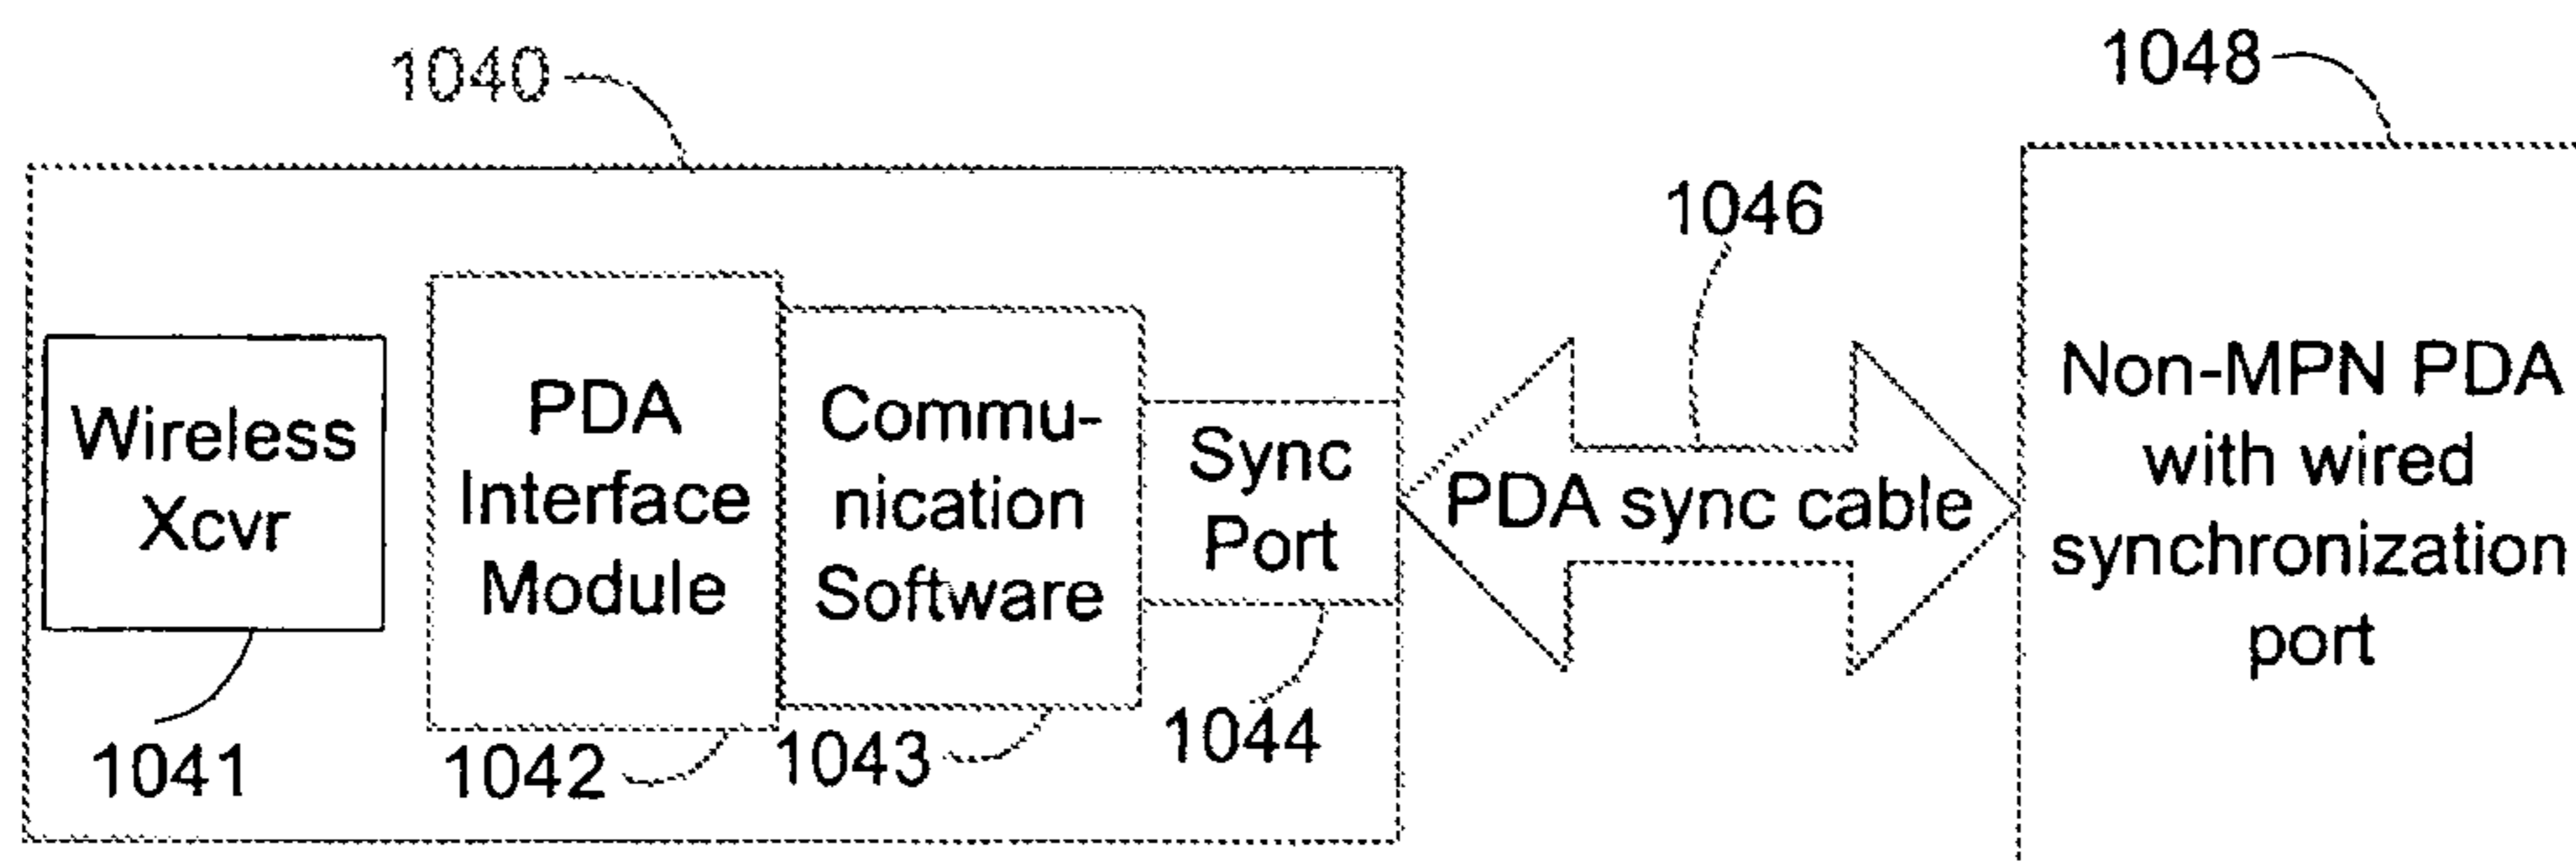 1040
1048
1046
Wireless
Xcvr
PDA
Interface
Module
Commu-
nication
Software
Sync
Port
PDA sync cable
Non-MPN PDA
with wired
synchronization
port
1041
1042
1043
1044